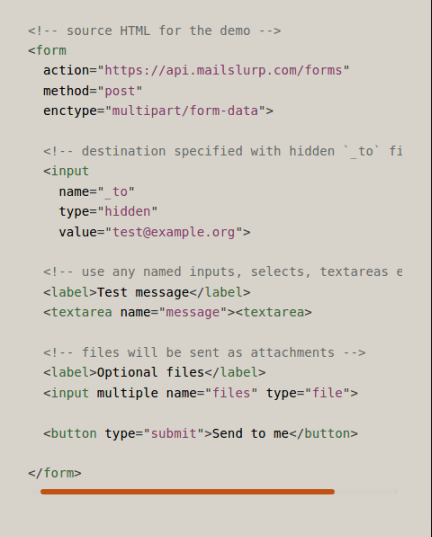 <!-- source HTML for the demo -->
<form
  action="https://api.mailslurp.com/forms"
  method="post"
  enctype="multipart/form-data">
  <!-- destination specified with hidden `_to` fi
  <input
    name="_to"
    type="hidden"
    value="test@example.org">
  <!-- use any named inputs, selects, textareas e
  <label>Test message</label>
  <textarea name="message"><textarea>
  <!-- files will be sent as attachments -->
  <label>Optional files</label>
  <input multiple name="files" type="file">
  <button type="submit">Send to me</button>
</form>